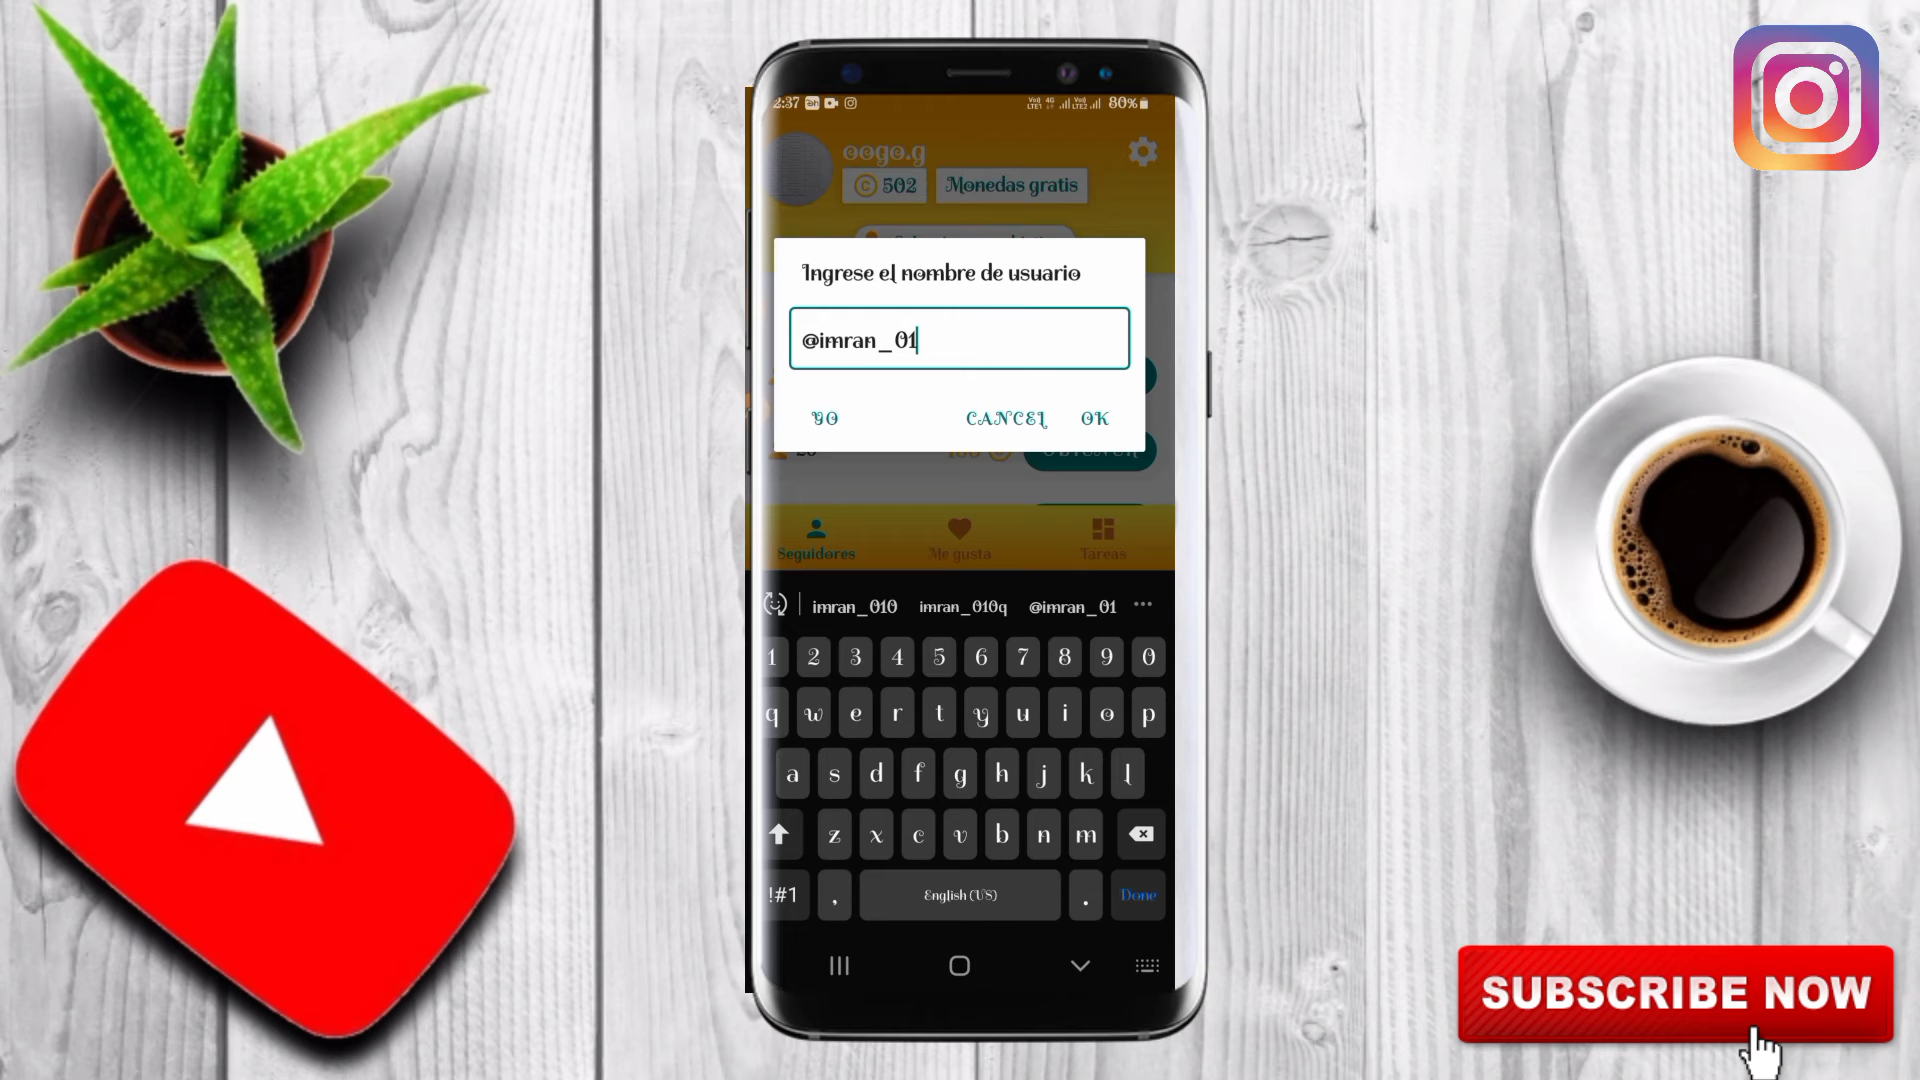 2:37 80%
oogo.g
502 Monedas gratis
Ingrese el nombre de usuario
@imran_01
YO CANCEL OK
20
OBTENER
Seguidores Me gusta Tareas
imran_010 imran_010q @imran_01
1 2 3 4 5 6 7 8 9 0
q w e r t y u i o p
a s d f g h j k l
z x c v b n m
!#1 , English (US) . Done
SUBSCRIBE NOW